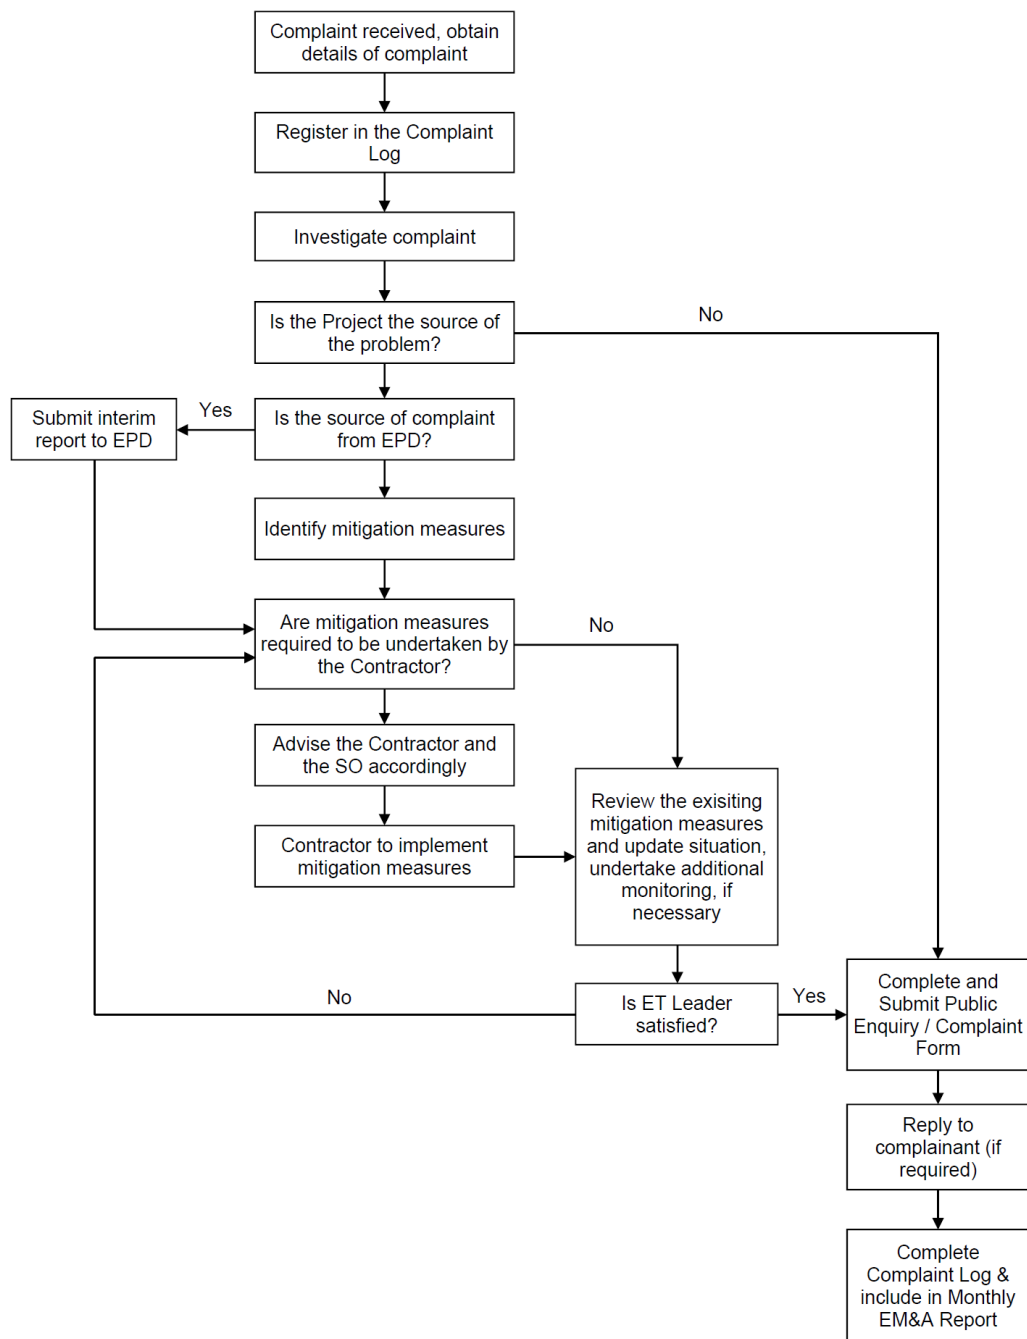 Complaint received, obtain
details of complaint
Register in the Complaint
Log
Investigate complaint
Is the Project the source of
the problem?
No
Submit interim
report to EPD
Yes
Is the source of complaint
from EPD?
Identify mitigation measures
Are mitigation measures
required to be undertaken by
the Contractor?
No
Advise the Contractor and
the SO accordingly
Contractor to implement
mitigation measures
Review the exisiting
mitigation measures
and update situation,
undertake additional
monitoring, if
necessary
No
Is ET Leader
satisfied?
Yes
Complete and
Submit Public
Enquiry / Complaint
Form
Reply to
complainant (if
required)
Complete
Complaint Log &
include in Monthly
EM&A Report